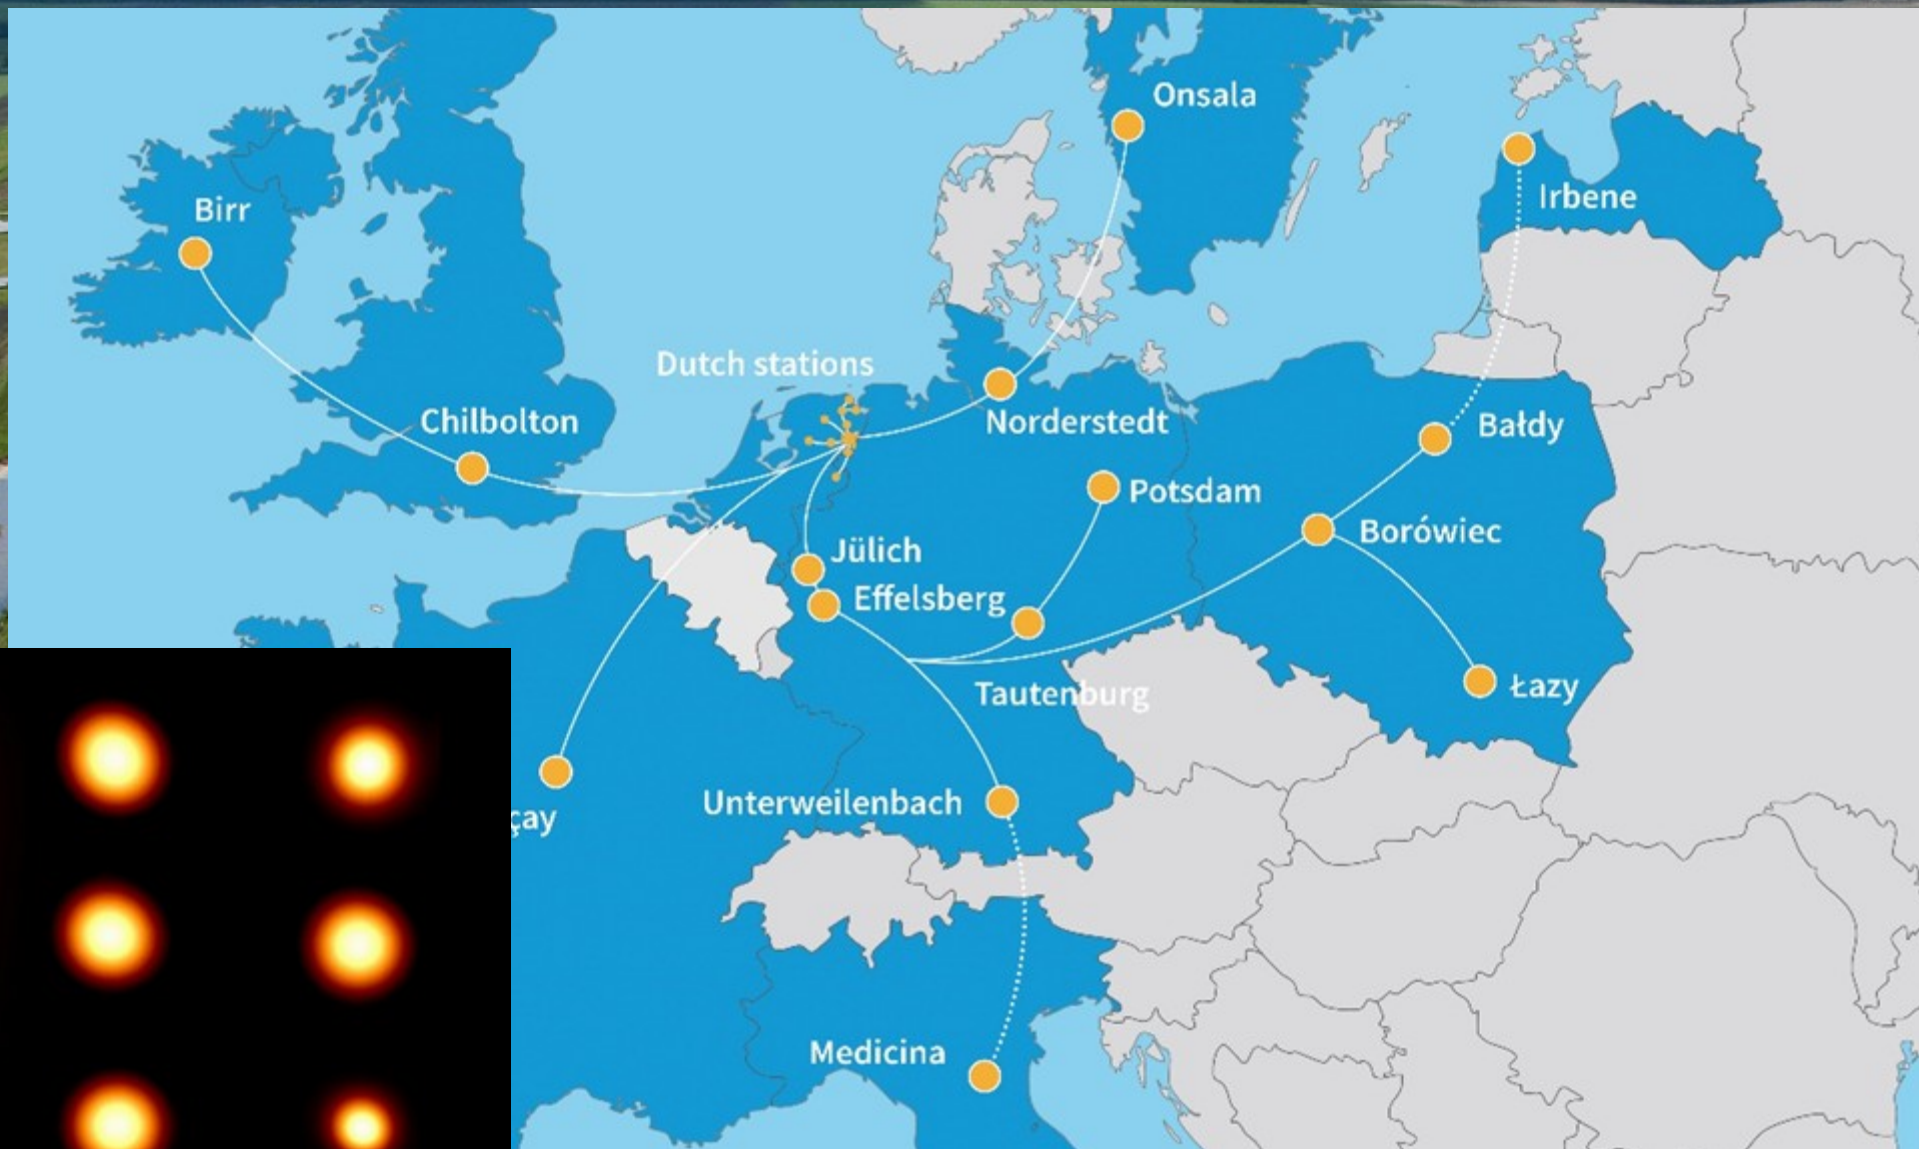 Onsala
Irbene
Birr
Dutch stations
Chilbolton
Norderstedt
Bałdy
Potsdam
Borówiec
Jülich
Effelsberg
Tautenburg
Łazy
Unterweilenbach
çay
Medicina